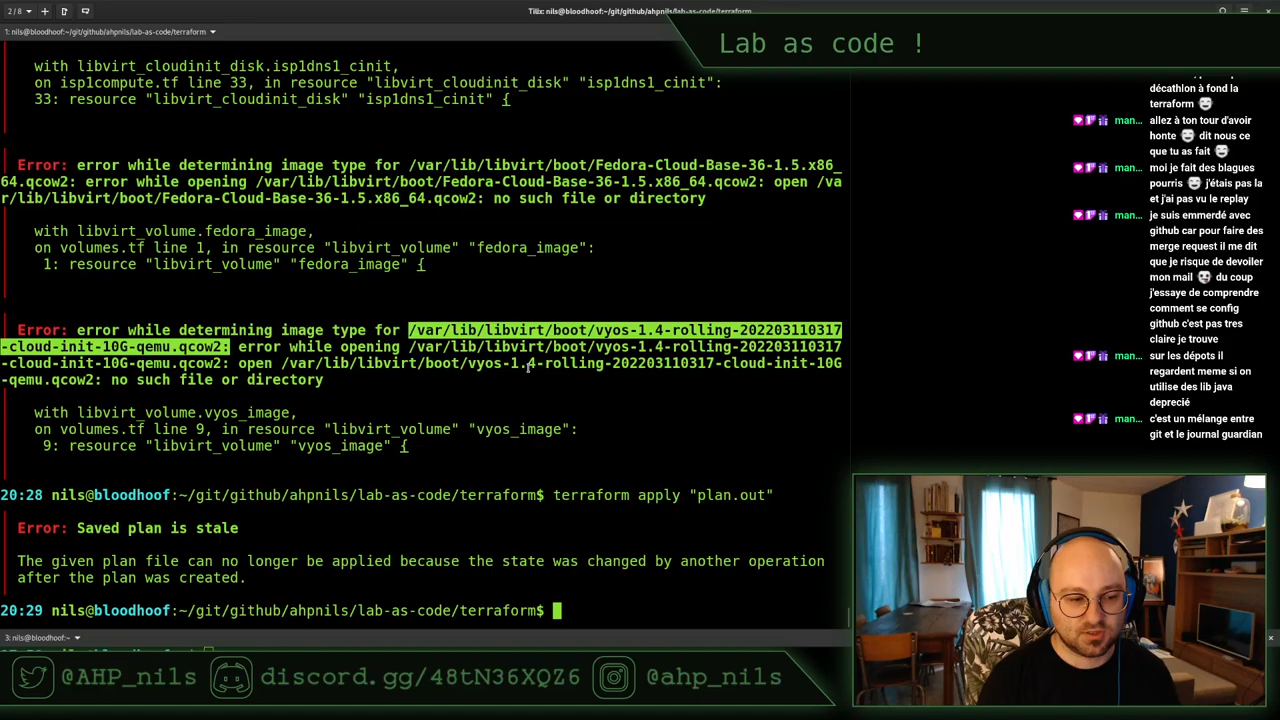 2 / 8
Tilix: nils@bloodhoof:~/git/github/ahpnils/lab-as-code/terraform
1: nils@bloodhoof:~/git/github/ahpnils/lab-as-code/terraform
Lab as code !
with libvirt_cloudinit_disk.isp1dns1_cinit,
on isp1compute.tf line 33, in resource "libvirt_cloudinit_disk" "isp1dns1_cinit":
33: resource "libvirt_cloudinit_disk" "isp1dns1_cinit" {
Error: error while determining image type for /var/lib/libvirt/boot/Fedora-Cloud-Base-36-1.5.x86_
64.qcow2: error while opening /var/lib/libvirt/boot/Fedora-Cloud-Base-36-1.5.x86_64.qcow2: open /va
r/lib/libvirt/boot/Fedora-Cloud-Base-36-1.5.x86_64.qcow2: no such file or directory
with libvirt_volume.fedora_image,
on volumes.tf line 1, in resource "libvirt_volume" "fedora_image":
1: resource "libvirt_volume" "fedora_image" {
Error: error while determining image type for /var/lib/libvirt/boot/vyos-1.4-rolling-202203110317
-cloud-init-10G-qemu.qcow2: error while opening /var/lib/libvirt/boot/vyos-1.4-rolling-202203110317
-cloud-init-10G-qemu.qcow2: open /var/lib/libvirt/boot/vyos-1.4-rolling-202203110317-cloud-init-10G
-qemu.qcow2: no such file or directory
with libvirt_volume.vyos_image,
on volumes.tf line 9, in resource "libvirt_volume" "vyos_image":
9: resource "libvirt_volume" "vyos_image" {
20:28 nils@bloodhoof:~/git/github/ahpnils/lab-as-code/terraform$ terraform apply "plan.out"
Error: Saved plan is stale
The given plan file can no longer be applied because the state was changed by another operation
after the plan was created.
20:29 nils@bloodhoof:~/git/github/ahpnils/lab-as-code/terraform$
3: nils@bloodhoof:~
décathlon à fond la
terraform
man... allez à ton tour d'avoir
honte dit nous ce
que tu as fait
man... moi je fait des blagues
pourris j'étais pas la
et j'ai pas vu le replay
man... je suis emmerdé avec
github car pour faire des
merge request il me dit
que je risque de devoiler
mon mail du coup
j'essaye de comprendre
comment se config
github c'est pas tres
claire je trouve
man... sur les dépots il
regardent meme si on
utilise des lib java
deprecié
man... c'est un mélange entre
git et le journal guardian
@AHP_nils
discord.gg/48tN36XQZ6
@ahp_nils